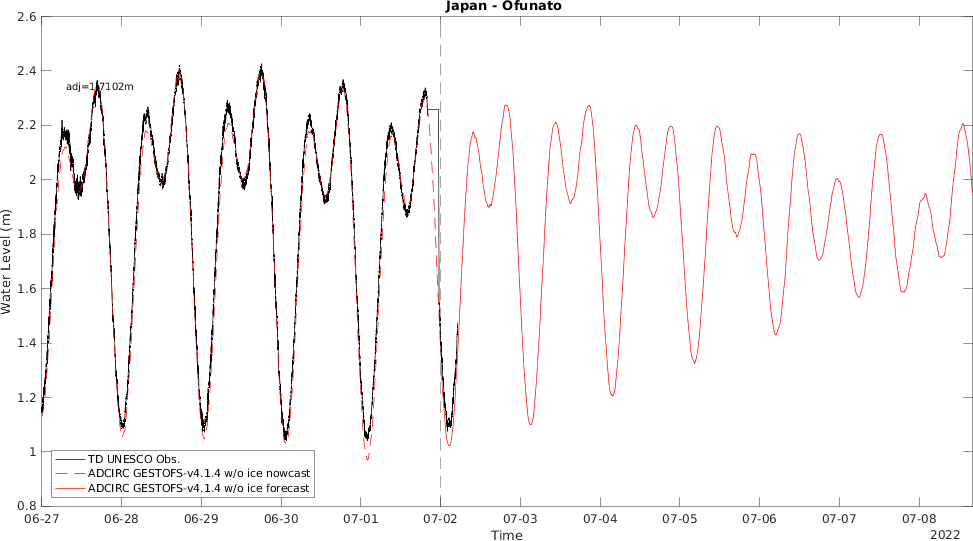 Japan - Ofunato
2.6
2.4
adj=1.7102m
2.2
2
1.8
Water Level (m)
1.6
1.4
1.2
1
0.8
TD UNESCO Obs.
ADCIRC GESTOFS-v4.1.4 w/o ice nowcast
ADCIRC GESTOFS-v4.1.4 w/o ice forecast
06-27 06-28 06-29 06-30 07-01 07-02 07-03 07-04 07-05 07-06 07-07 07-08
Time
2022